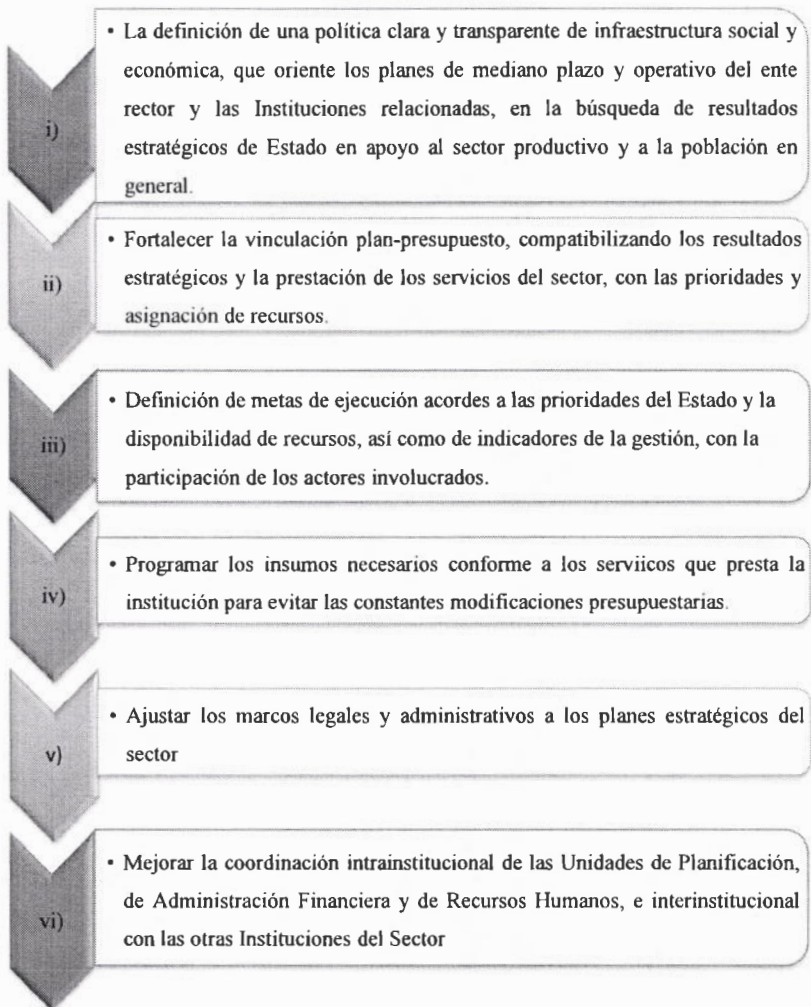 i)
• La definición de una política clara y transparente de infraestructura social y
económica, que oriente los planes de mediano plazo y operativo del ente
rector y las Instituciones relacionadas, en la búsqueda de resultados
estratégicos de Estado en apoyo al sector productivo y a la población en
general.
ii)
• Fortalecer la vinculación plan-presupuesto, compatibilizando los resultados
estratégicos y la prestación de los servicios del sector, con las prioridades y
asignación de recursos.
iii)
• Definición de metas de ejecución acordes a las prioridades del Estado y la
disponibilidad de recursos, así como de indicadores de la gestión, con la
participación de los actores involucrados.
iv)
• Programar los insumos necesarios conforme a los serviicos que presta la
institución para evitar las constantes modificaciones presupuestarias.
v)
• Ajustar los marcos legales y administrativos a los planes estratégicos del
sector
vi)
• Mejorar la coordinación intrainstitucional de las Unidades de Planificación,
de Administración Financiera y de Recursos Humanos, e interinstitucional
con las otras Instituciones del Sector